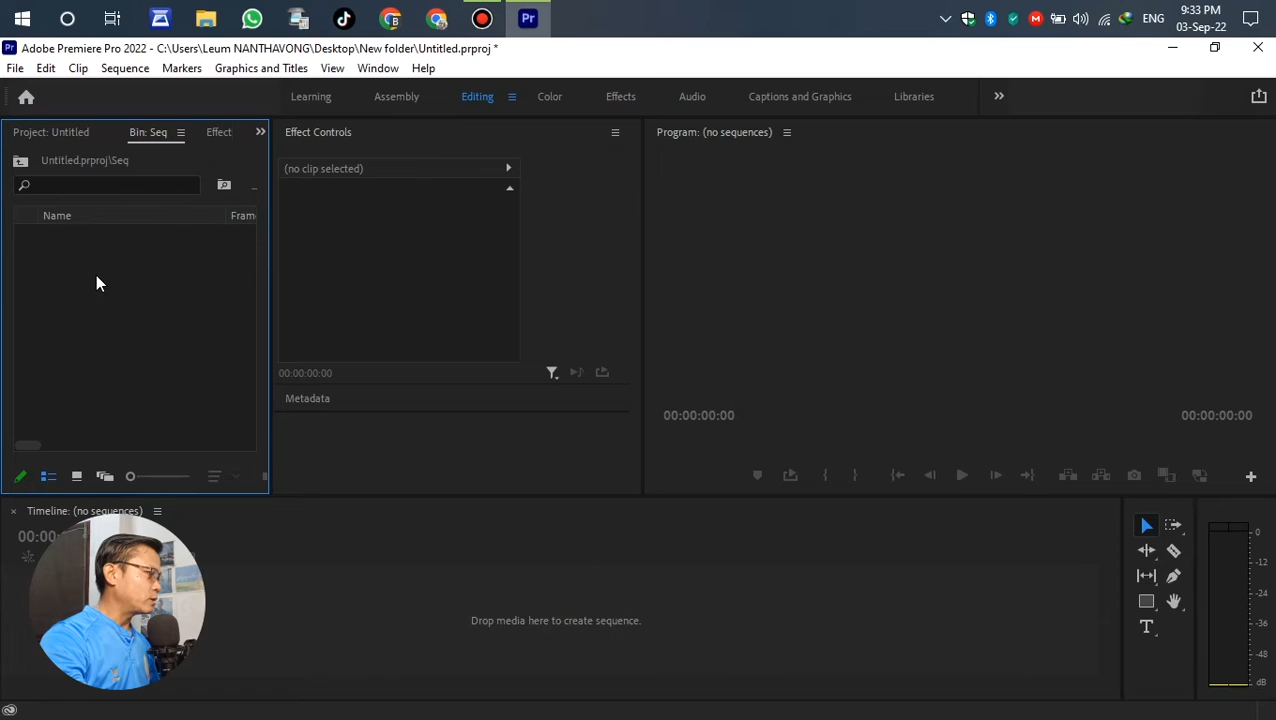 ENG
9:33 PM
03-Sep-22
Pr
Adobe Premiere Pro 2022 - C:\Users\Leum NANTHAVONG\Desktop\New folder\Untitled.prproj *
File Edit Clip Sequence Markers Graphics and Titles View Window Help
Learning Assembly Editing Color Effects Audio Captions and Graphics Libraries
Project: Untitled Bin: Seq Effect
Effect Controls
Program: (no sequences)
Untitled.prproj\Seq
(no clip selected)
Name Fram
00:00:00:00
Metadata
00:00:00:00 00:00:00:00
Timeline: (no sequences)
00:00
Drop media here to create sequence.
0
-12
-24
-36
-48
dB